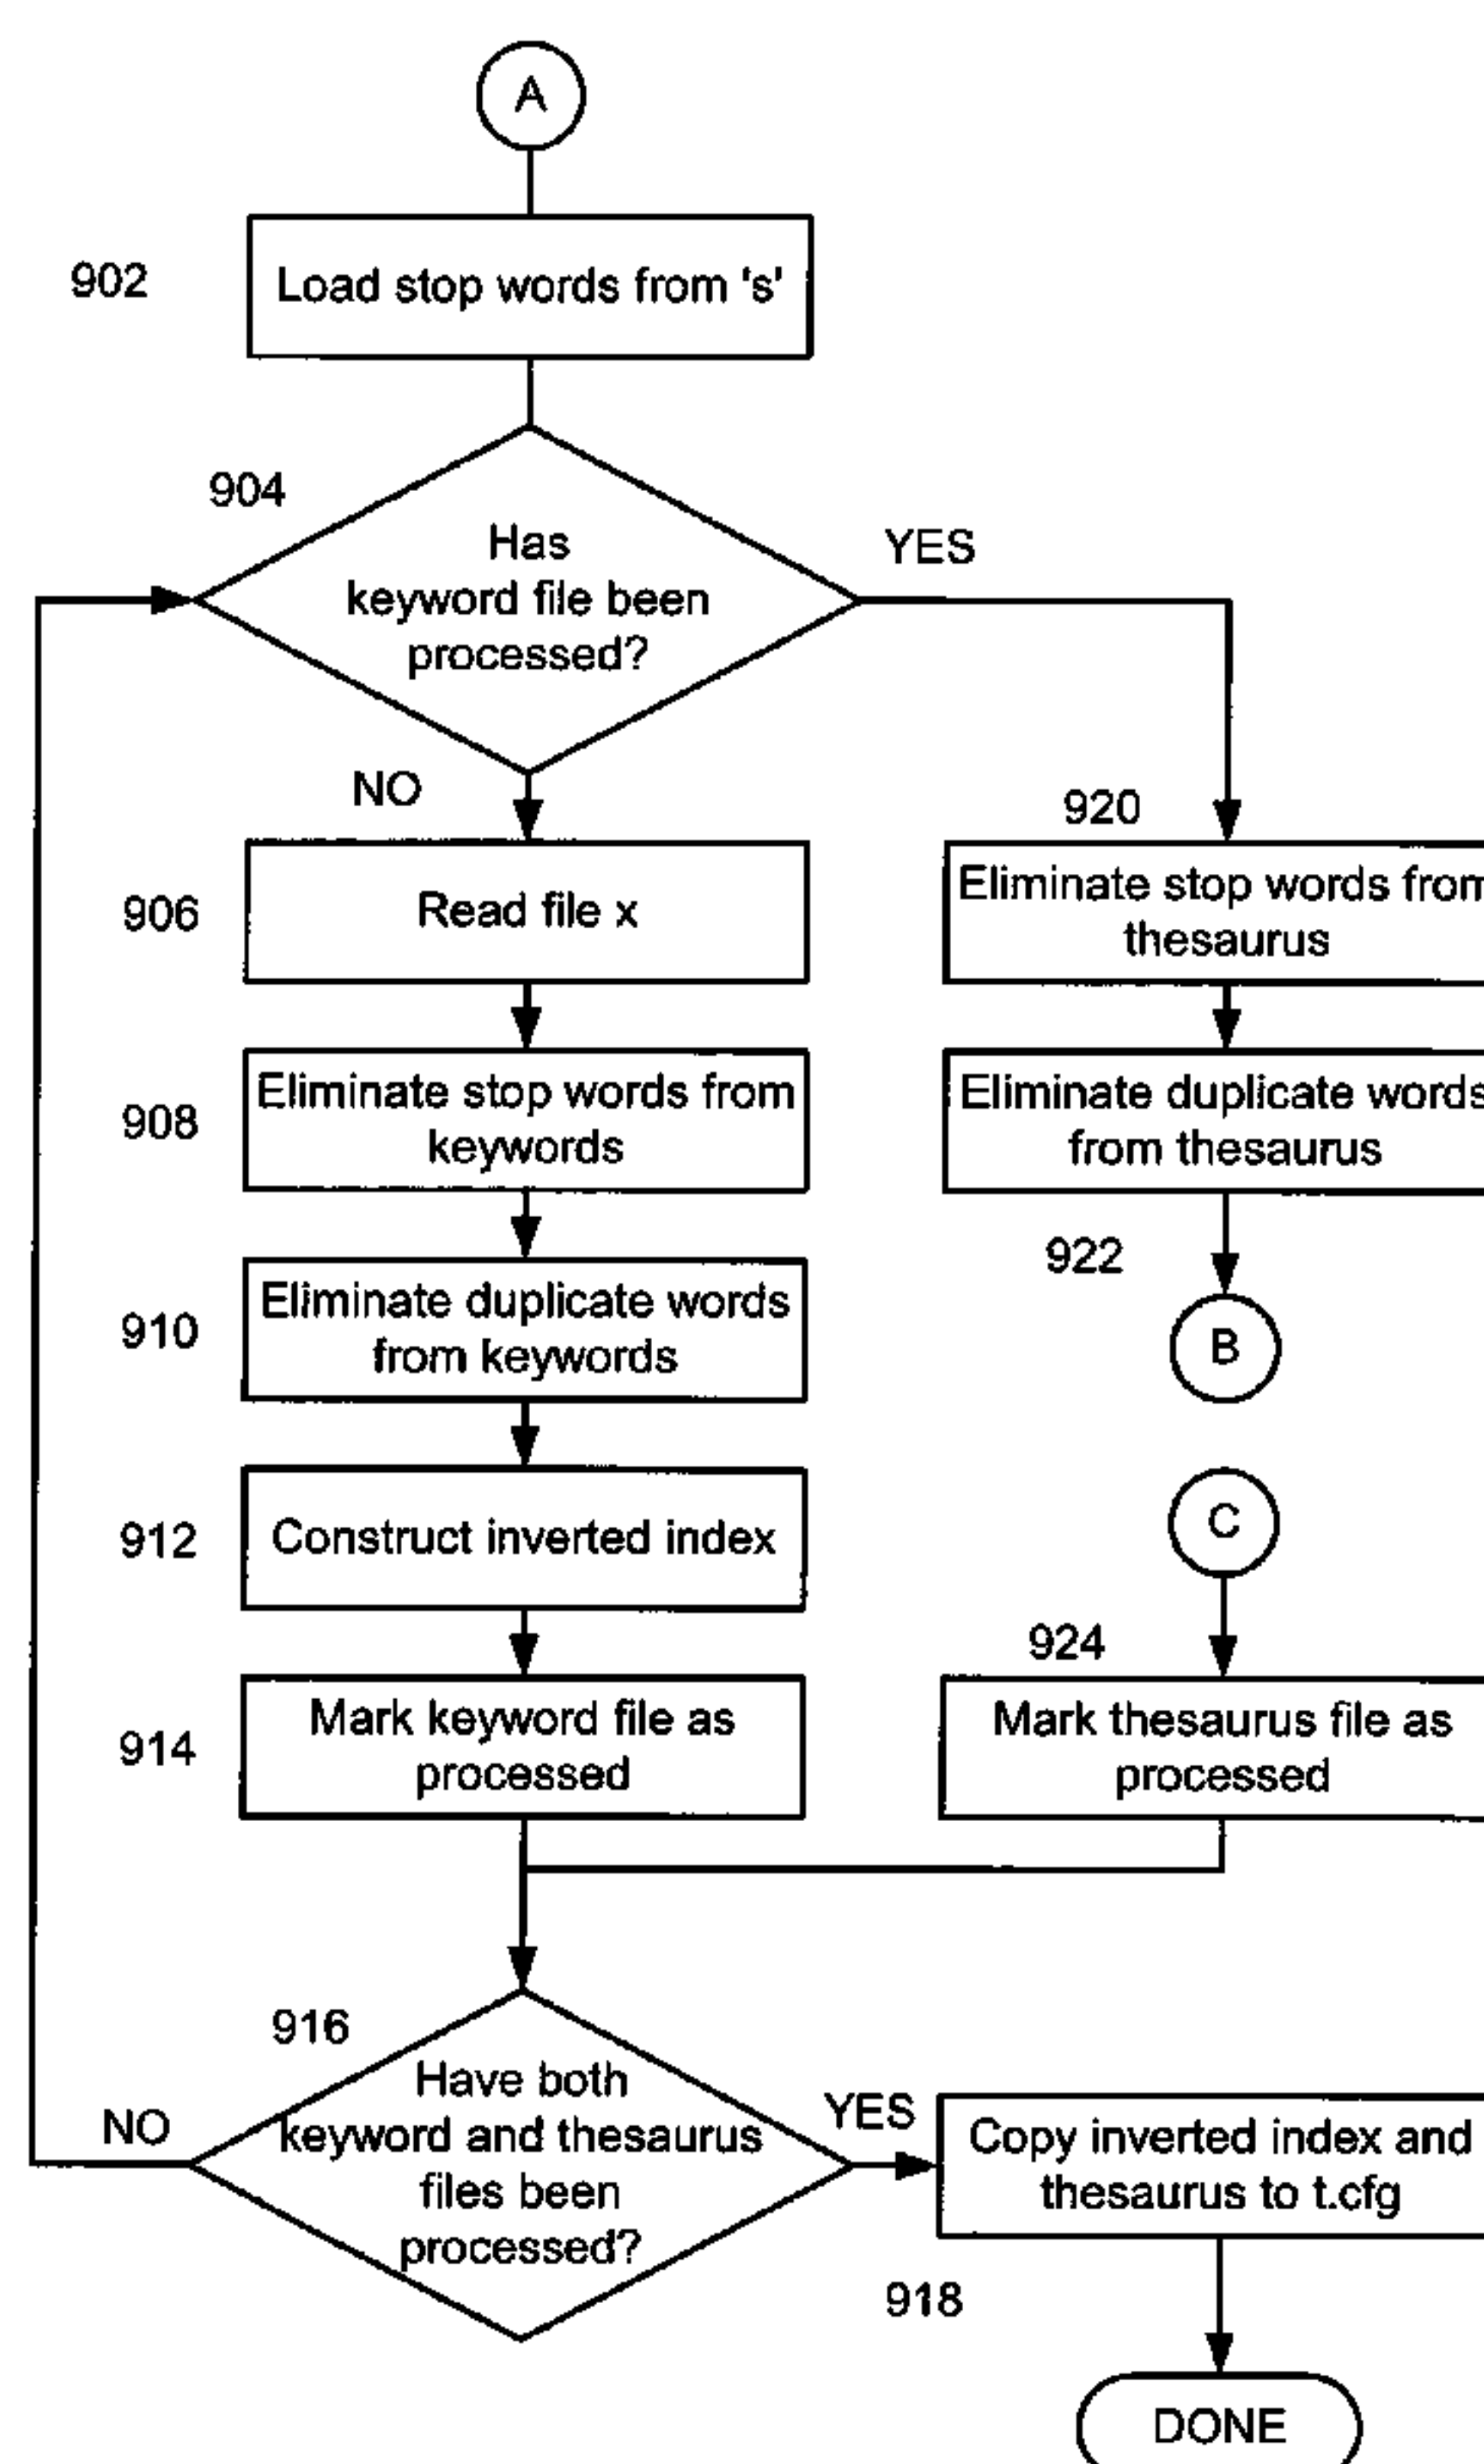 A
902
Load stop words from 's'
904
Has
keyword file been
processed?
YES
NO
906
Read file x
920
Eliminate stop words from
thesaurus
908
Eliminate stop words from
keywords
Eliminate duplicate words
from thesaurus
922
910
Eliminate duplicate words
from keywords
B
912
Construct inverted index
C
914
Mark keyword file as
processed
924
Mark thesaurus file as
processed
916
Have both
keyword and thesaurus
files been
processed?
NO
YES
Copy inverted index and
thesaurus to t.cfg
918
DONE